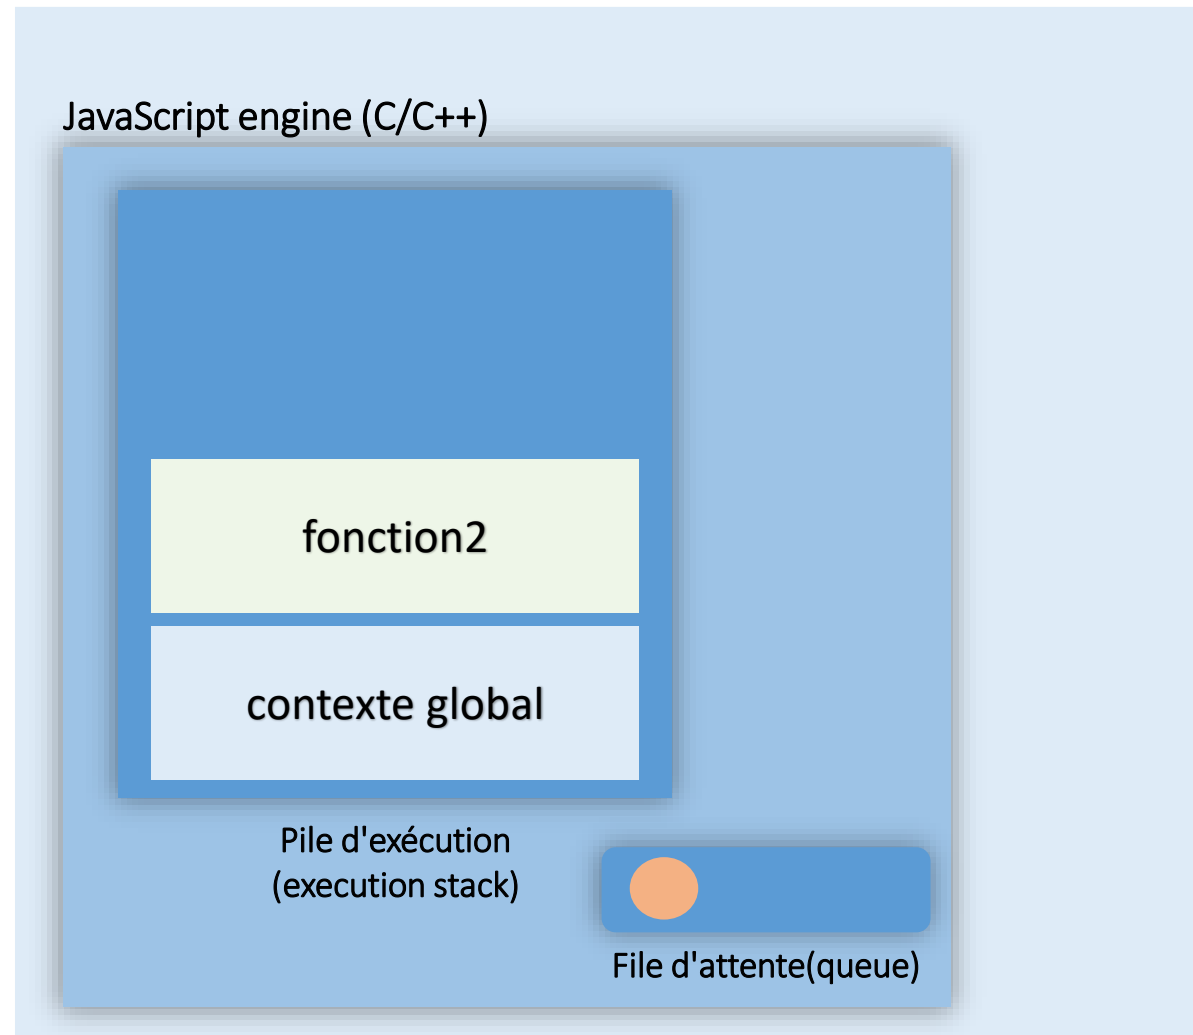 JavaScript engine (C/C++)
fonction2
contexte global
Pile d'exécution
(execution stack)
File d'attente(queue)